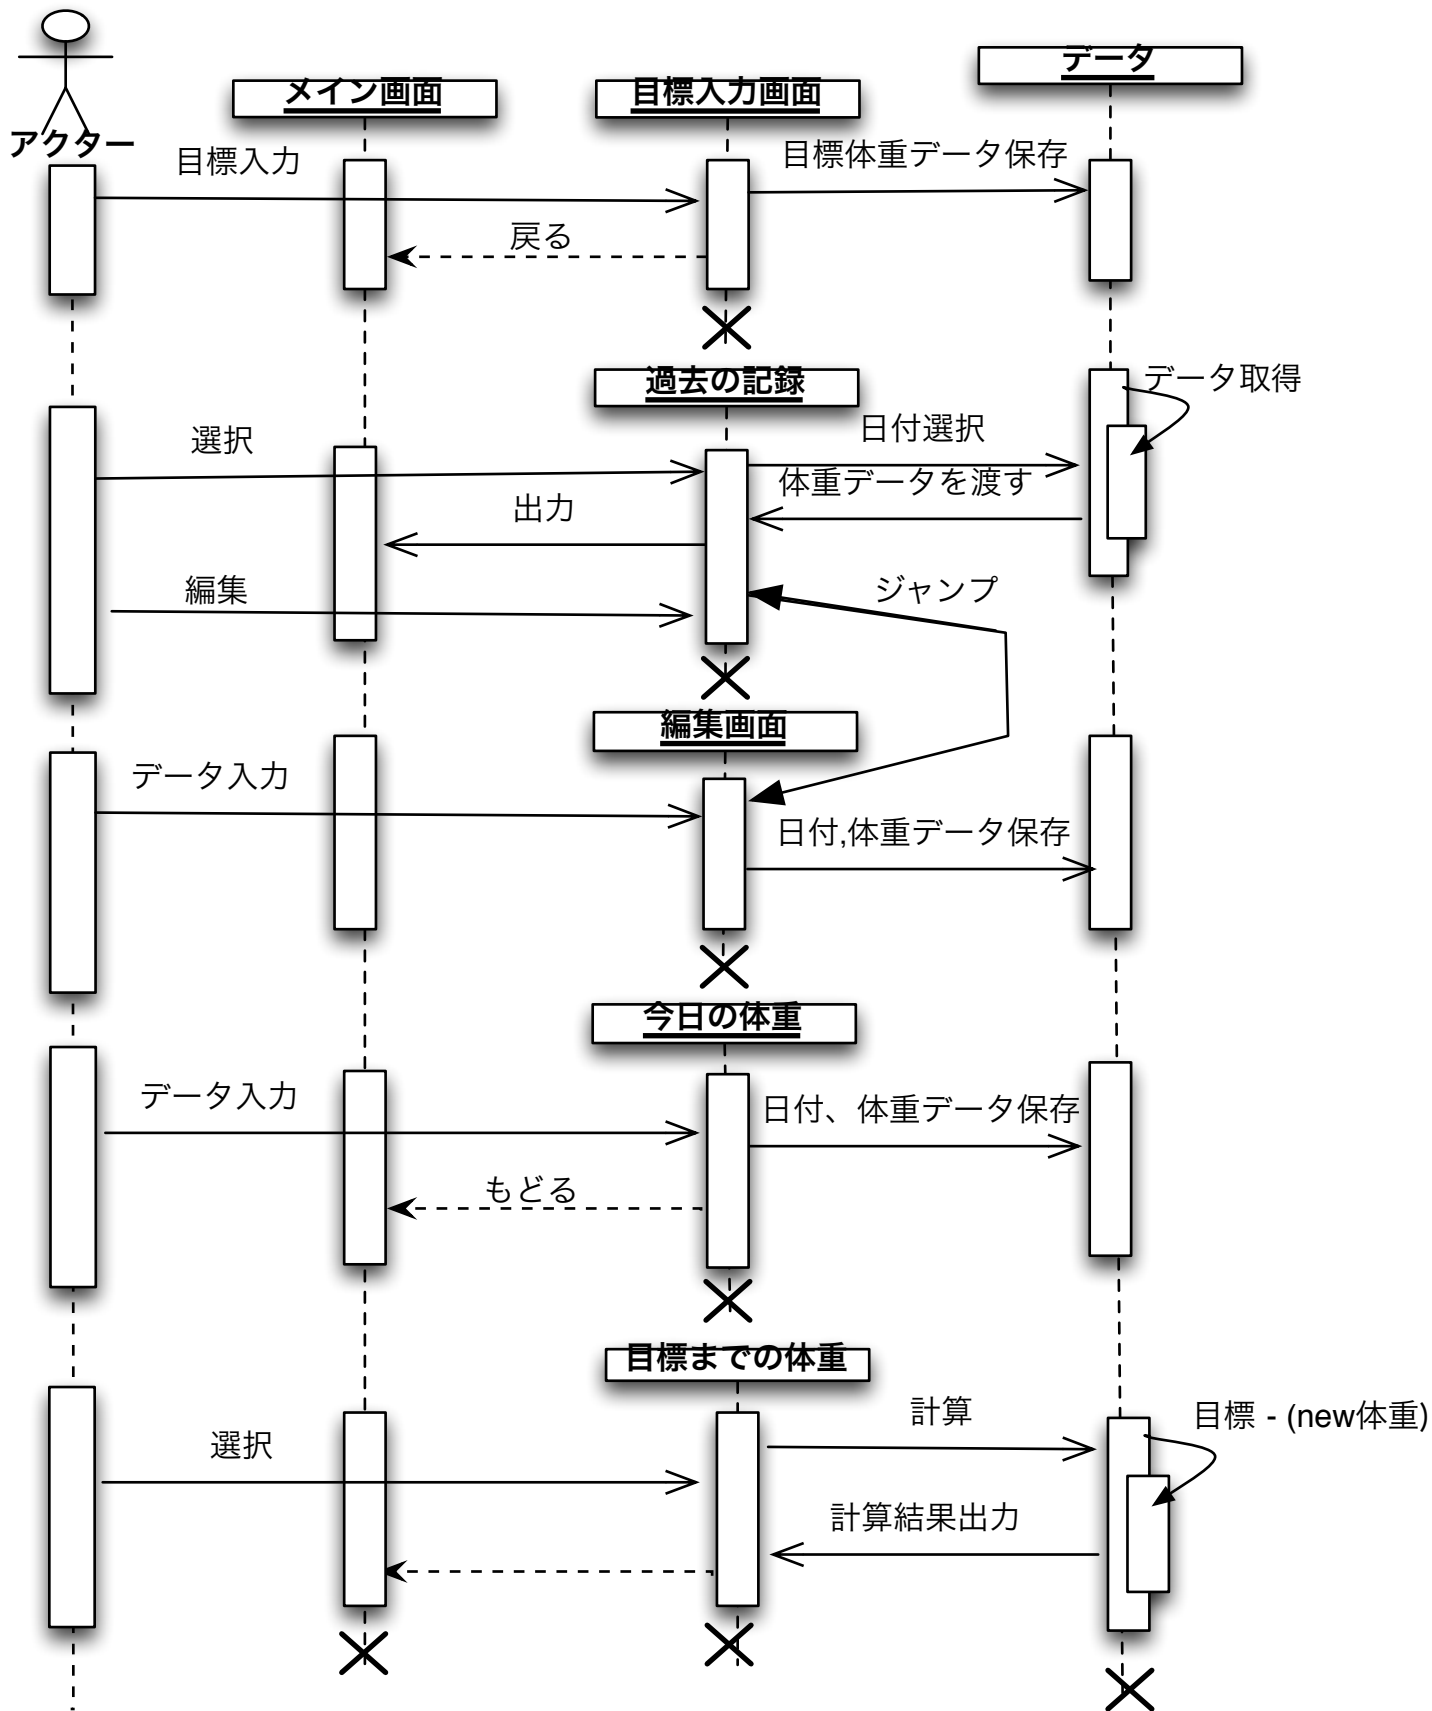 アクター
メイン画面
目標入力画面
データ
目標入力
目標体重データ保存
戻る
過去の記録
データ取得
選択
日付選択
体重データを渡す
出力
編集
ジャンプ
編集画面
データ入力
日付,体重データ保存
今日の体重
データ入力
日付、体重データ保存
もどる
目標までの体重
計算
目標 - (new体重)
選択
計算結果出力